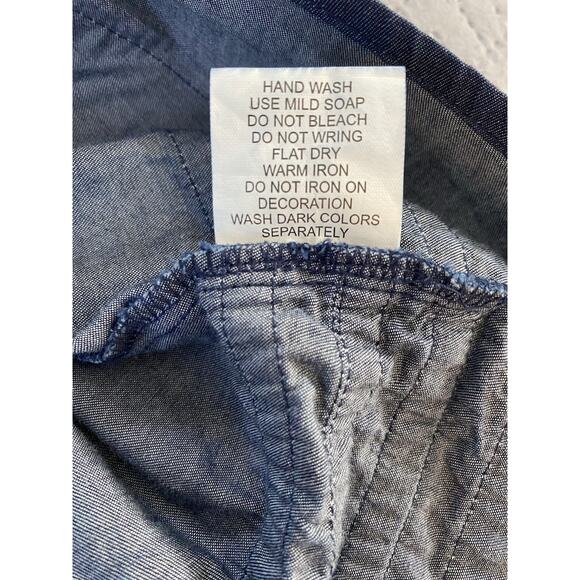 HAND WASH
USE MILD SOAP
DO NOT BLEACH
DO NOT WRING
FLAT DRY
WARM IRON
DO NOT IRON ON
DECORATION
WASH DARK COLORS
SEPARATELY